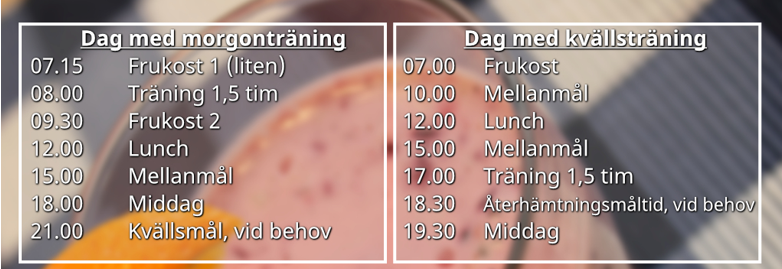 Dag med morgonträning
07.15 Frukost 1 (liten)
08.00 Träning 1,5 tim
09.30 Frukost 2
12.00 Lunch
15.00 Mellanmål
18.00 Middag
21.00 Kvällsmål, vid behov
Dag med kvällsträning
07.00 Frukost
10.00 Mellanmål
12.00 Lunch
15.00 Mellanmål
17.00 Träning 1,5 tim
18.30 Återhämtningsmåltid, vid behov
19.30 Middag